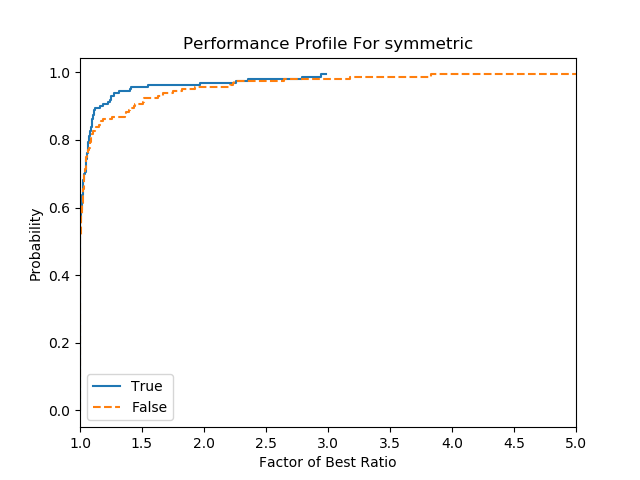 Performance Profile For symmetric
1.0
0.8
0.6
0.4
0.2
0.0
Probability
True
False
1.0 1.5 2.0 2.5 3.0 3.5 4.0 4.5 5.0
Factor of Best Ratio